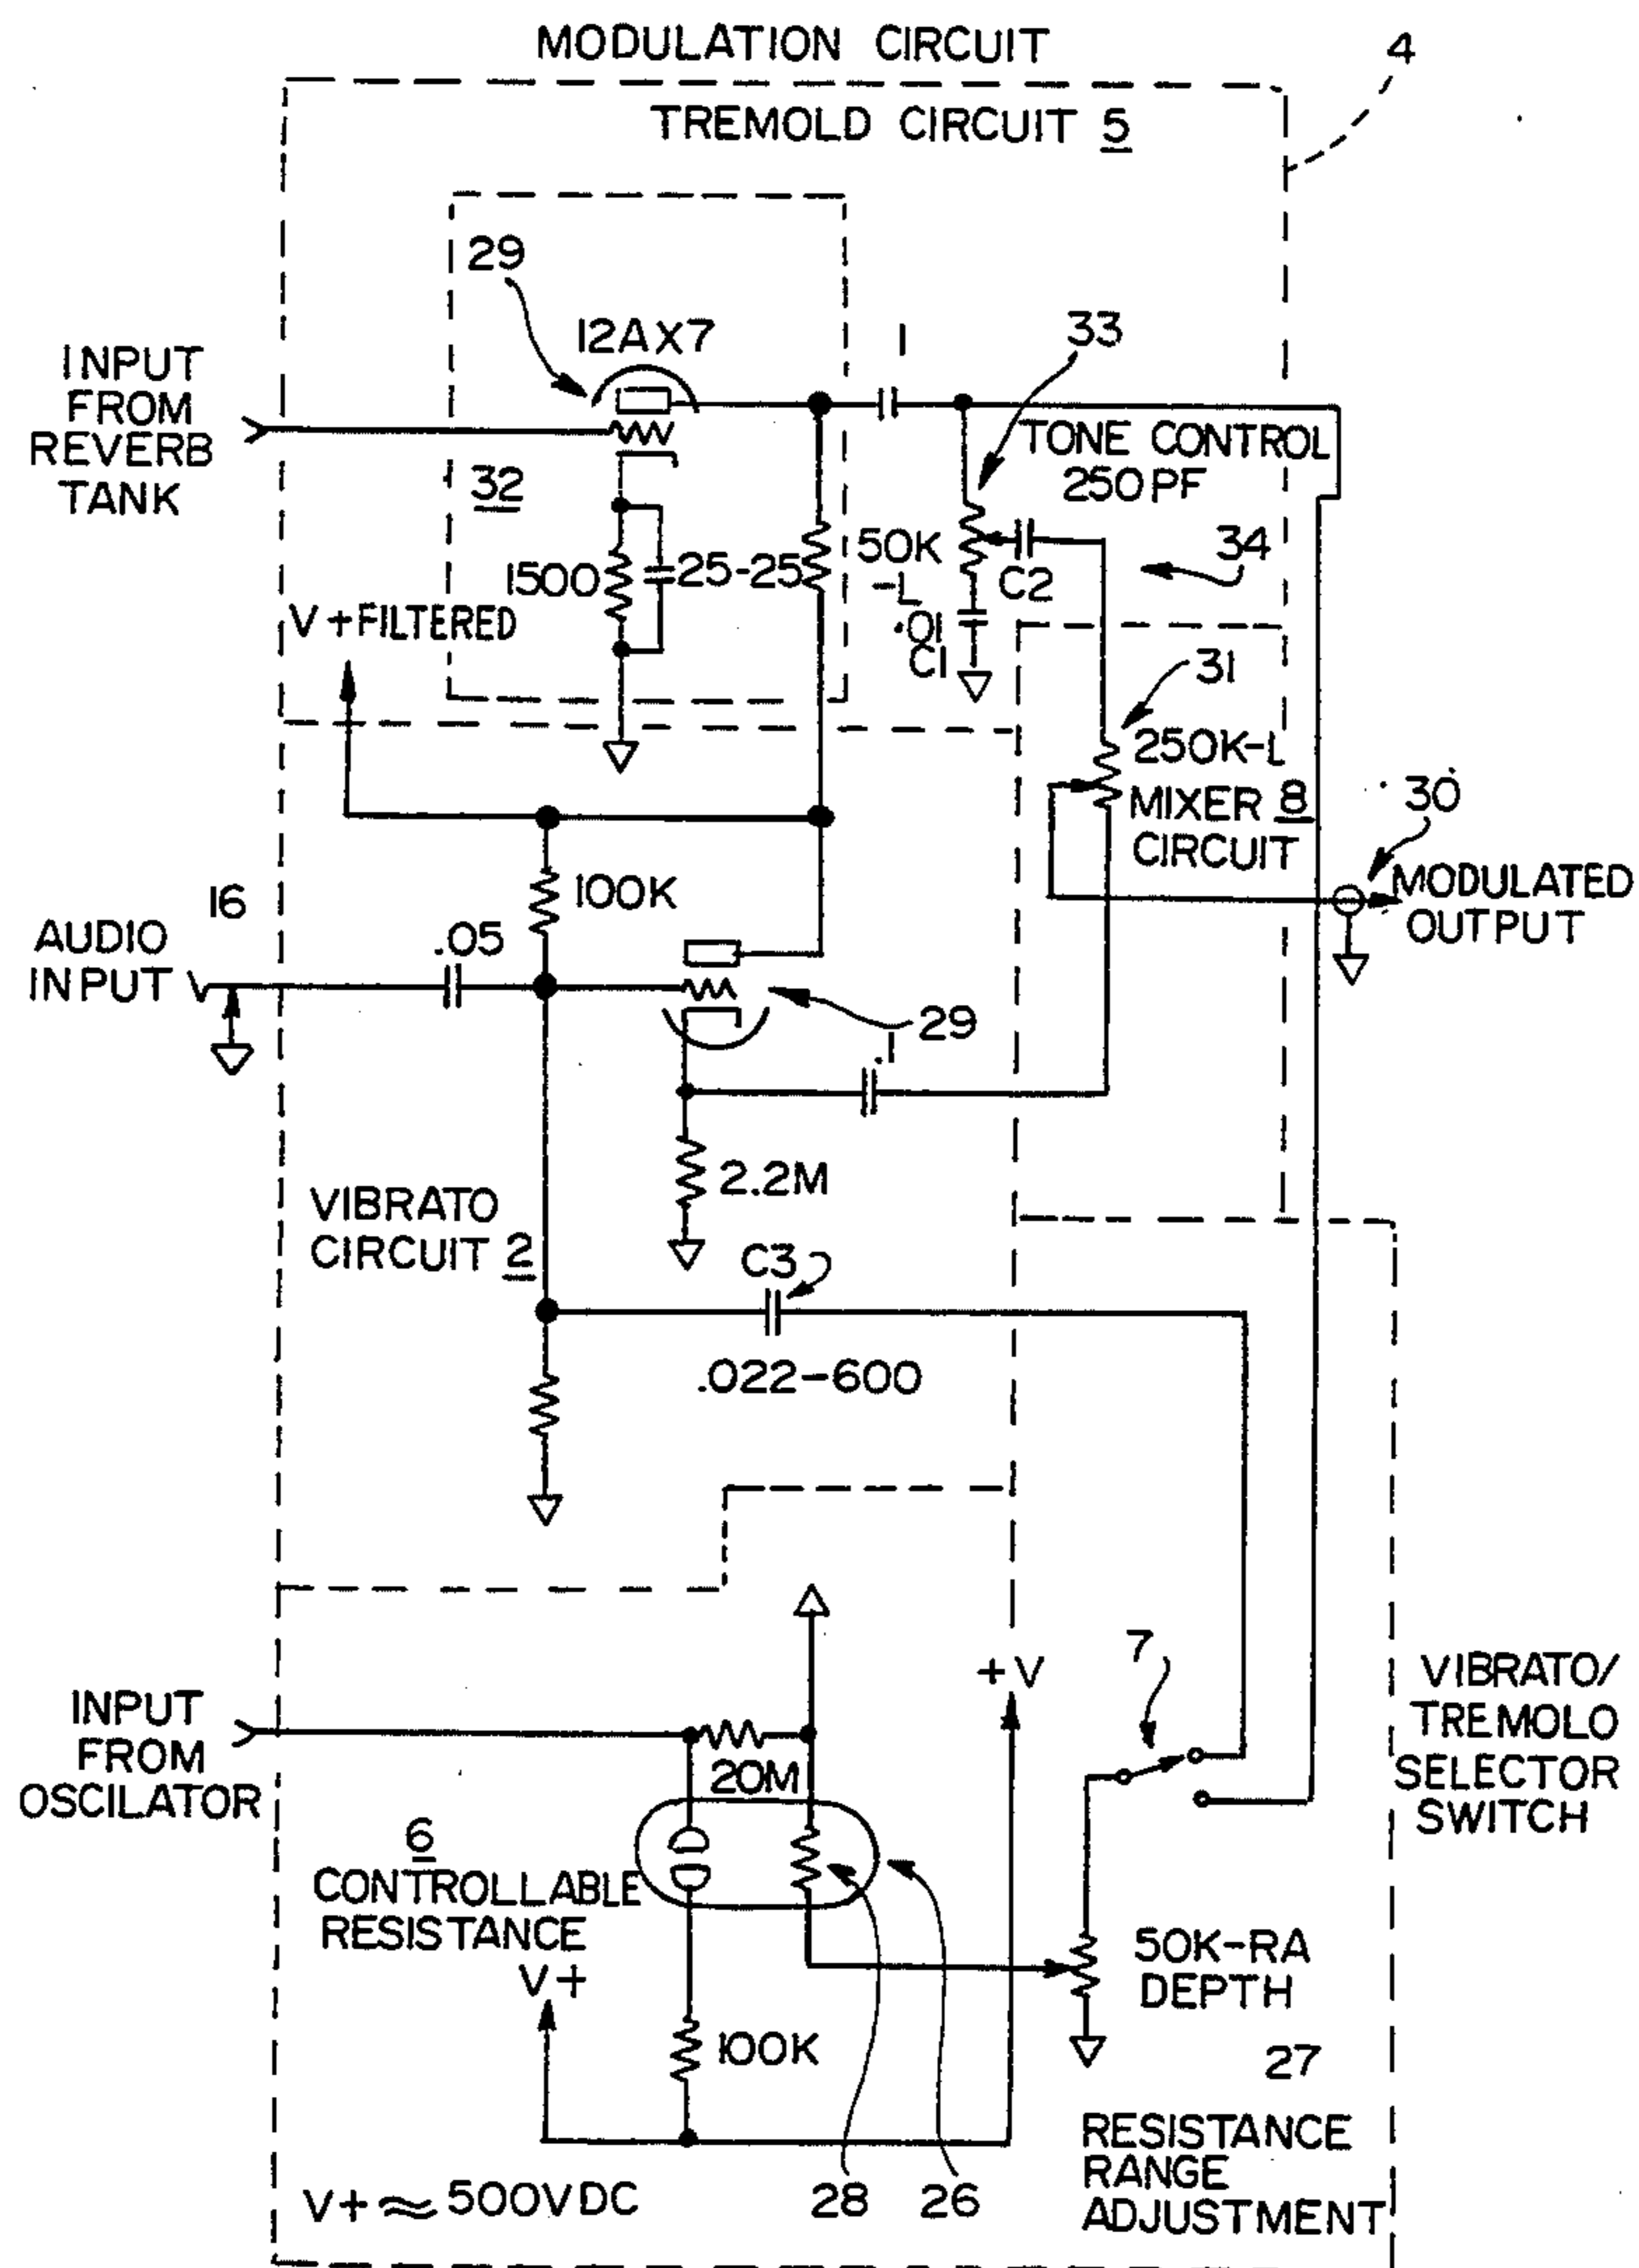 MODULATION CIRCUIT
4
TREMOLD CIRCUIT 5
29
12AX7
1
33
INPUT
FROM
REVERB
TANK
32
TONE CONTROL
250PF
34
1500
25-25
50K
-L
C2
.01
C1
V+FILTERED
31
250K-L
MIXER 8
CIRCUIT
30
MODULATED
OUTPUT
16
AUDIO
INPUT
100K
.05
29
.1
2.2M
VIBRATO
CIRCUIT 2
C3
.022-600
+V
7
VIBRATO/
TREMOLO
SELECTOR
SWITCH
INPUT
FROM
OSCILATOR
20M
6
CONTROLLABLE
RESISTANCE
V+
50K-RA
DEPTH
100K
27
RESISTANCE
RANGE
ADJUSTMENT
V+≈500VDC
28
26